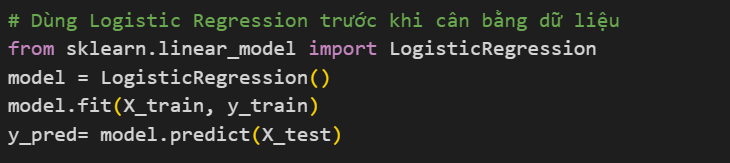 # Dùng Logistic Regression trước khi cân bằng dữ liệu
from sklearn.linear_model import LogisticRegression
model = LogisticRegression()
model.fit(X_train, y_train)
y_pred= model.predict(X_test)